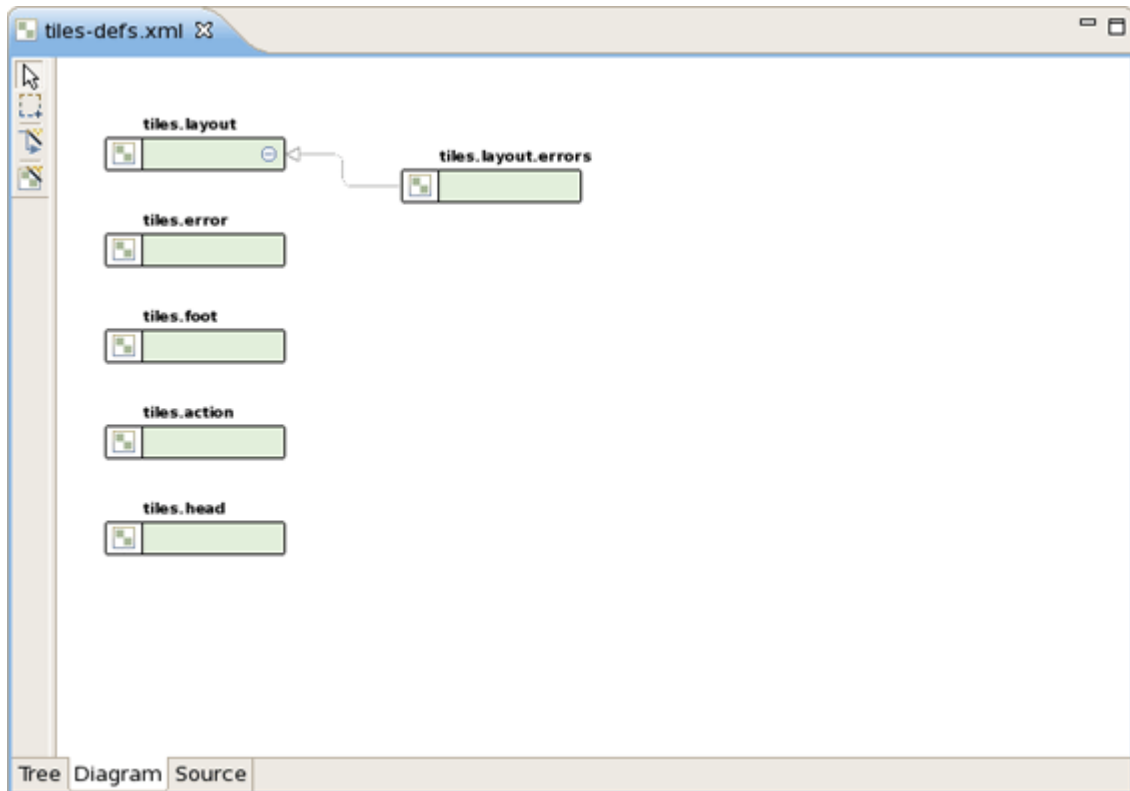 tiles-defs.xml
tiles.layout
tiles.layout.errors
tiles.error
tiles.foot
tiles.action
tiles.head
Tree Diagram Source